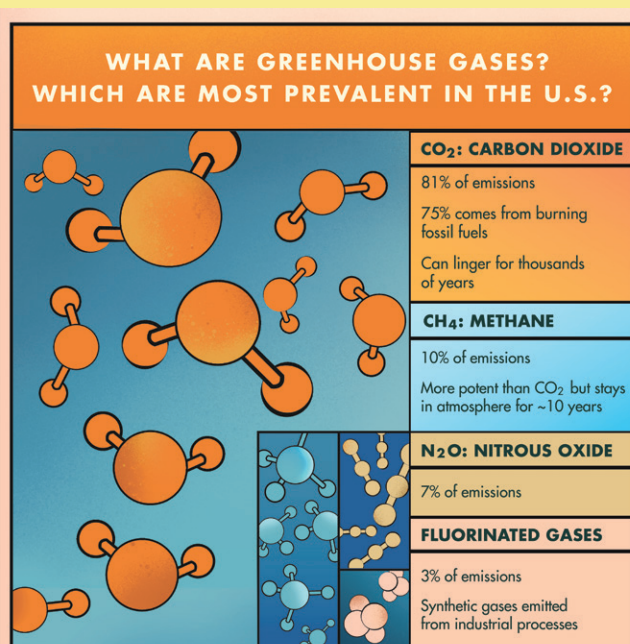 WHAT ARE GREENHOUSE GASES?
WHICH ARE MOST PREVALENT IN THE U.S.?
CO₂: CARBON DIOXIDE
81% of emissions
75% comes from burning
fossil fuels
Can linger for thousands
of years
CH₄: METHANE
10% of emissions
More potent than CO₂ but stays
in atmosphere for ~10 years
N₂O: NITROUS OXIDE
7% of emissions
FLUORINATED GASES
3% of emissions
Synthetic gases emitted
from industrial processes